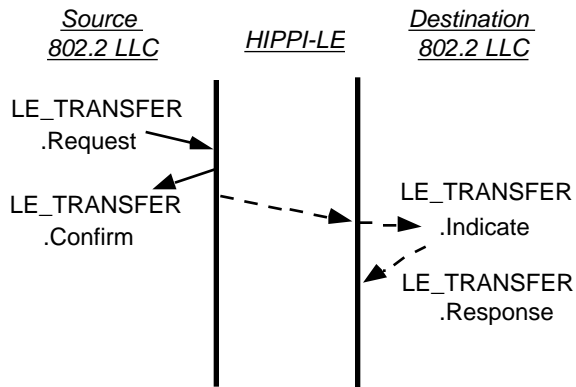 Source
802.2 LLC
HIPPI-LE
Destination
802.2 LLC
LE_TRANSFER
.Request
LE_TRANSFER
.Confirm
LE_TRANSFER
.Indicate
LE_TRANSFER
.Response